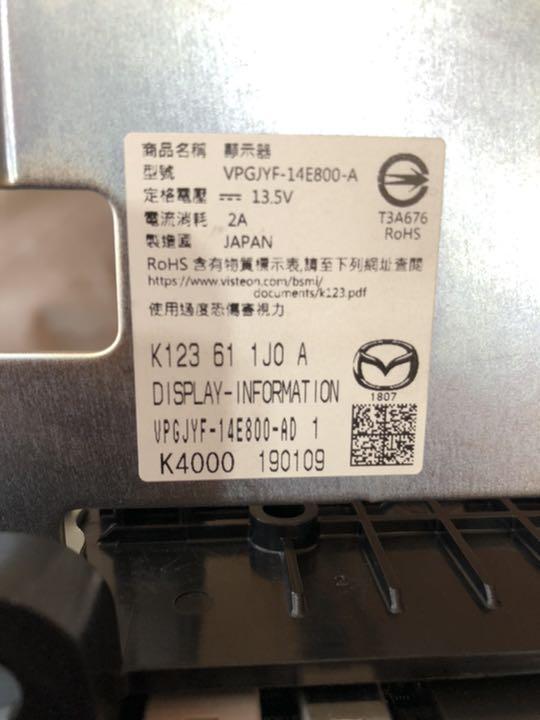 商品名稱 顯示器
型號 VPGJYF-14E800-A
定格電壓 13.5V
電流消耗 2A
製造國 JAPAN
T3A676
RoHS
RoHS 含有物質標示表,請至下列網址查閱
https://www.visteon.com/bsmi/
documents/k123.pdf
使用過度恐傷害視力
K123 61 1J0 A
1807
DISPLAY-INFORMATION
VPGJYF-14E800-AD 1
K4000 190109
2